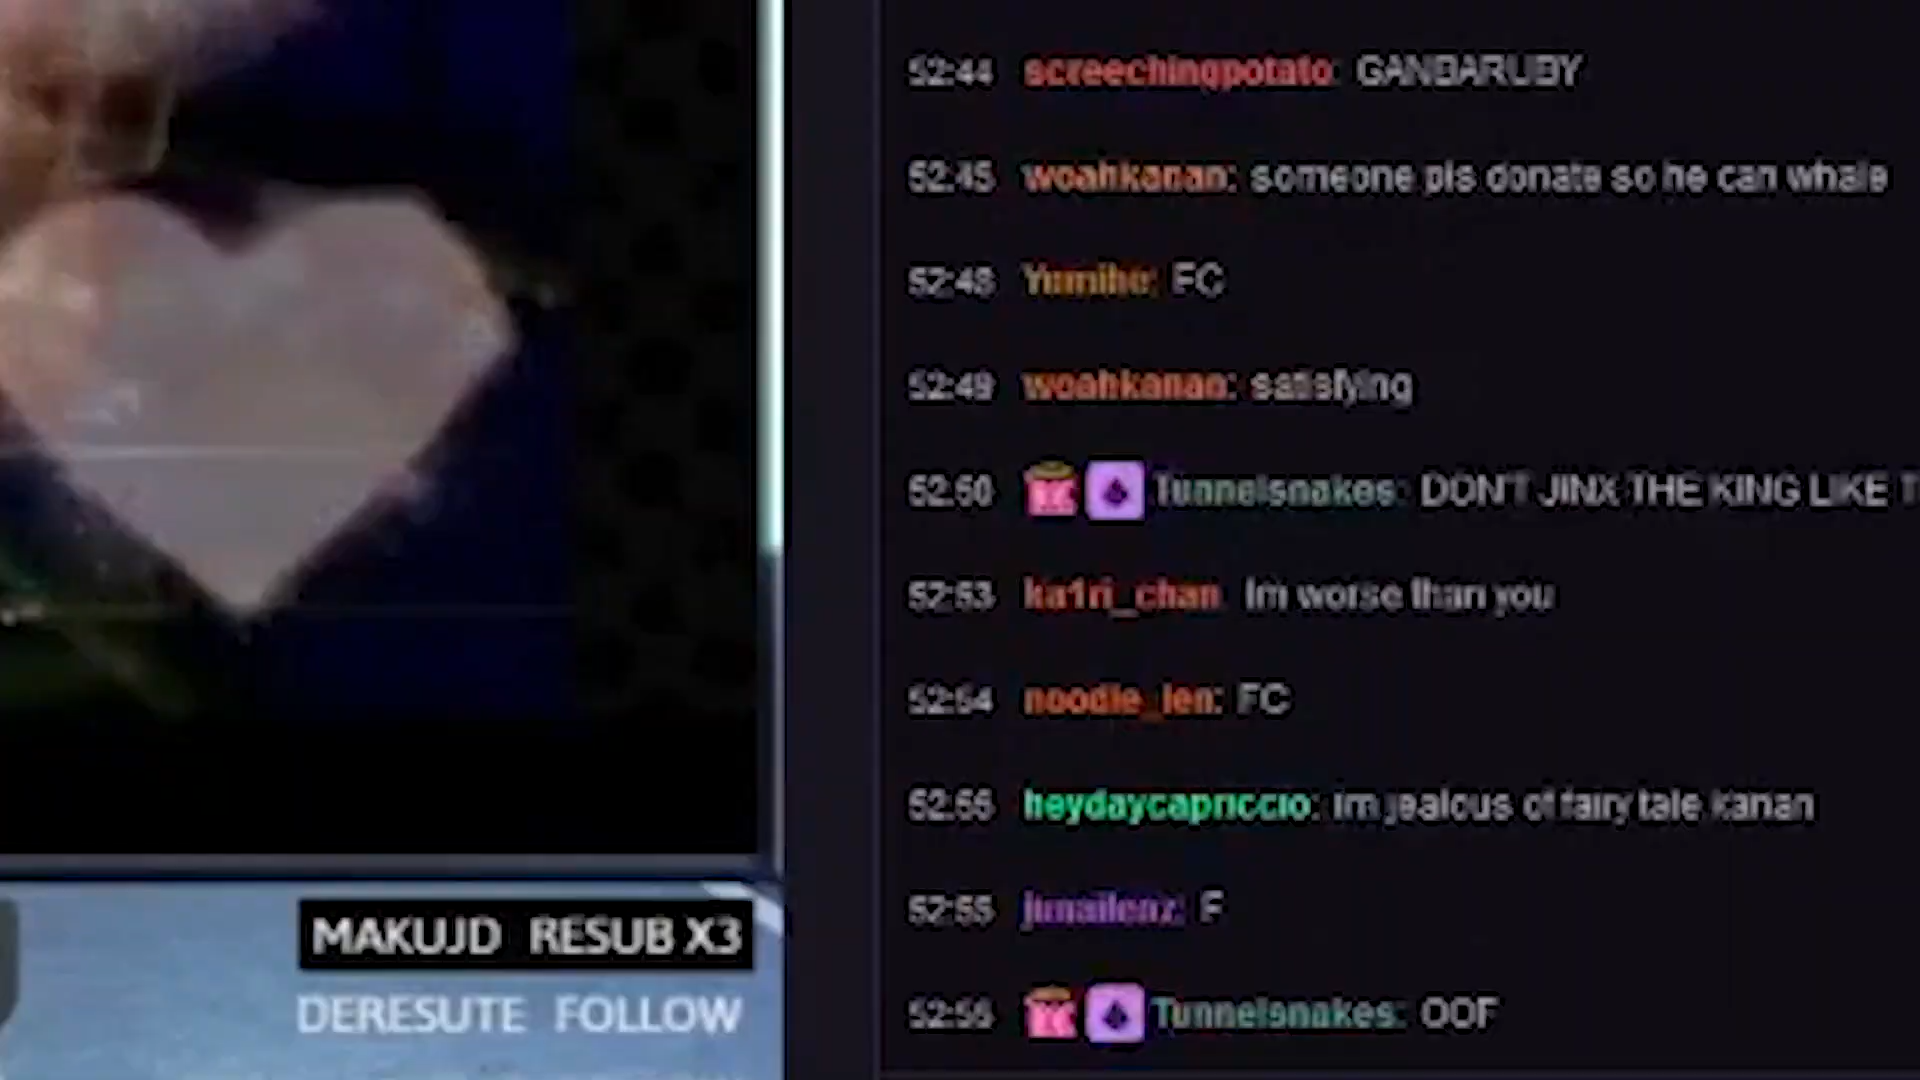 52:44 screechingpotato: GANBARUBY
52:45 woahkanan: someone pls donate so he can whale
52:48 Yumiho: FC
52:49 woahkanan: satisfying
52:50 Tunnelsnakes: DON'T JINX THE KING LIKE T
52:53 ka1ri_chan: Im worse than you
52:54 noodle_len: FC
52:55 heydaycapriccio: im jealous of fairy tale kanan
52:55 F
52:56 Tunnelsnakes: OOF
MAKUJD RESUB X3
DERESUTE FOLLOW